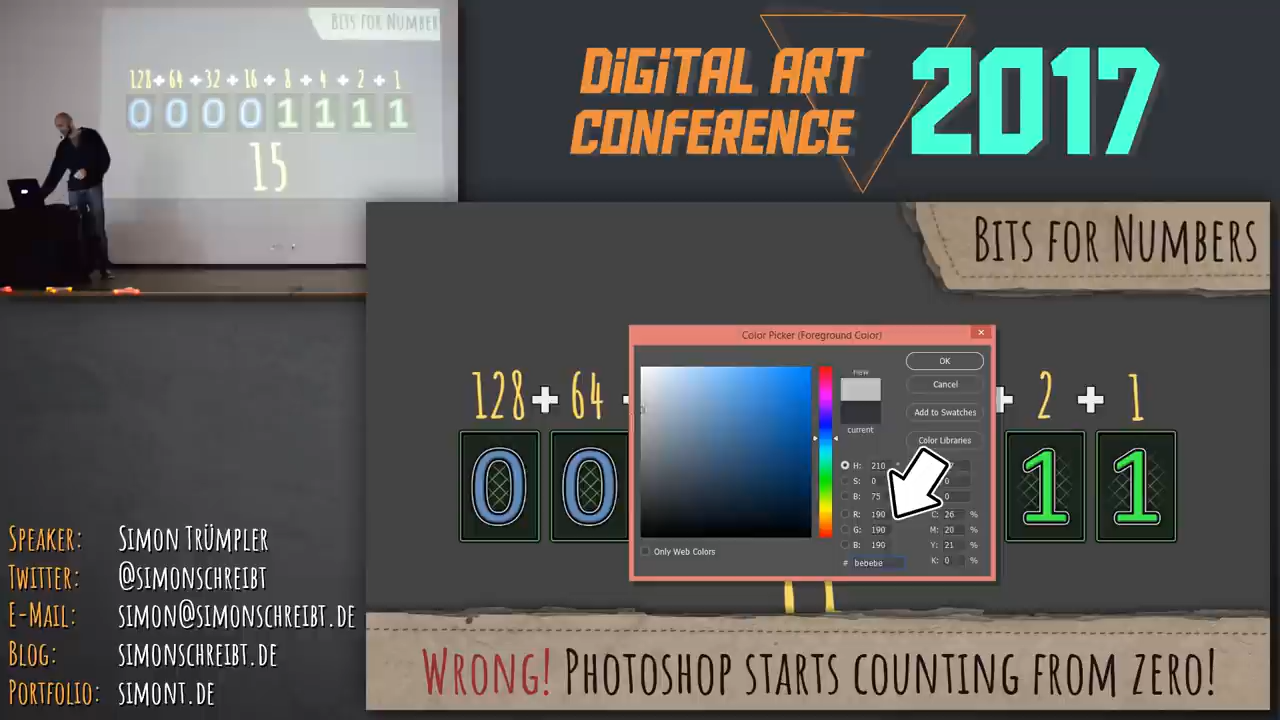 BITS FOR NUMBER
128+ 64 + 32 + 16 + 8 + 4 + 2 + 1
0 0 0 0 1 1 1 1
15
DIGITAL ART
CONFERENCE
2017
BITS FOR NUMBERS
128 + 64
+ 2 + 1
0 0
1 1
Color Picker (Foreground Color)
new
current
OK
Cancel
Add to Swatches
Color Libraries
H: 210 °
S: 0
B: 75
R: 190
G: 190
B: 190
0
0
C: 26 %
M: 20 %
Y: 21 %
K: 0 %
# bebebe
Only Web Colors
WRONG! PHOTOSHOP STARTS COUNTING FROM ZERO!
SPEAKER: SIMON TRÜMPLER
TWITTER: @SIMONSCHREIBT
E-MAIL: SIMON@SIMONSCHREIBT.DE
BLOG: SIMONSCHREIBT.DE
PORTFOLIO: SIMONT.DE